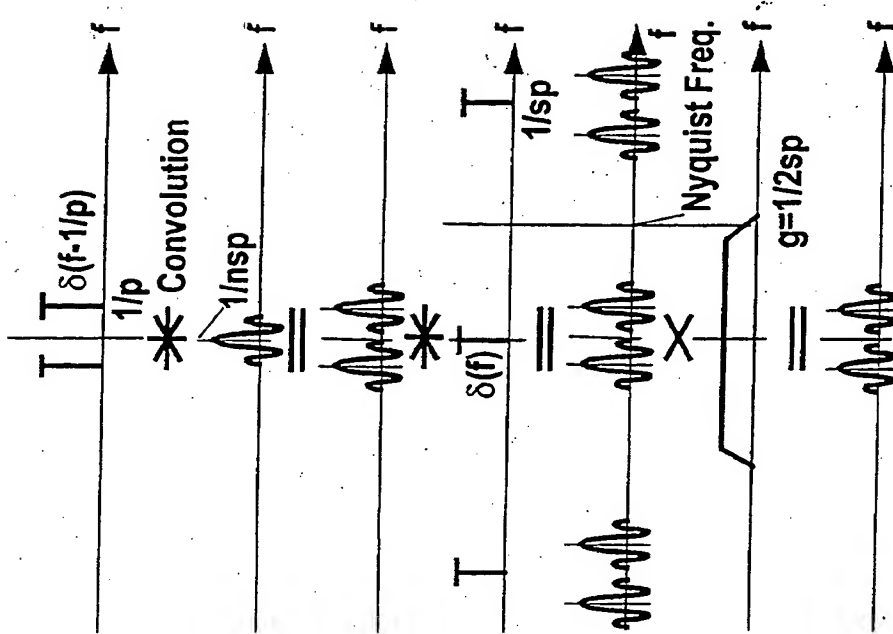 f
δ(f-1/p)
1/p
Convolution
f
1/nsp
f
f
δ(f)
1/sp
f
Nyquist Freq.
f
g=1/2sp
f